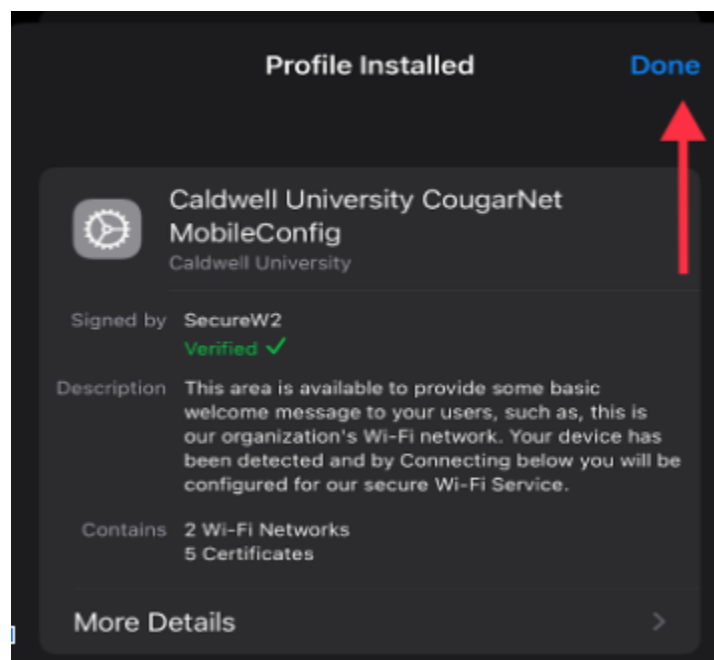 Profile Installed Done
Caldwell University CougarNet
MobileConfig
Caldwell University
Signed by SecureW2
Verified ✓
Description This area is available to provide some basic
welcome message to your users, such as, this is
our organization's Wi-Fi network. Your device has
been detected and by Connecting below you will be
configured for our secure Wi-Fi Service.
Contains 2 Wi-Fi Networks
5 Certificates
More Details